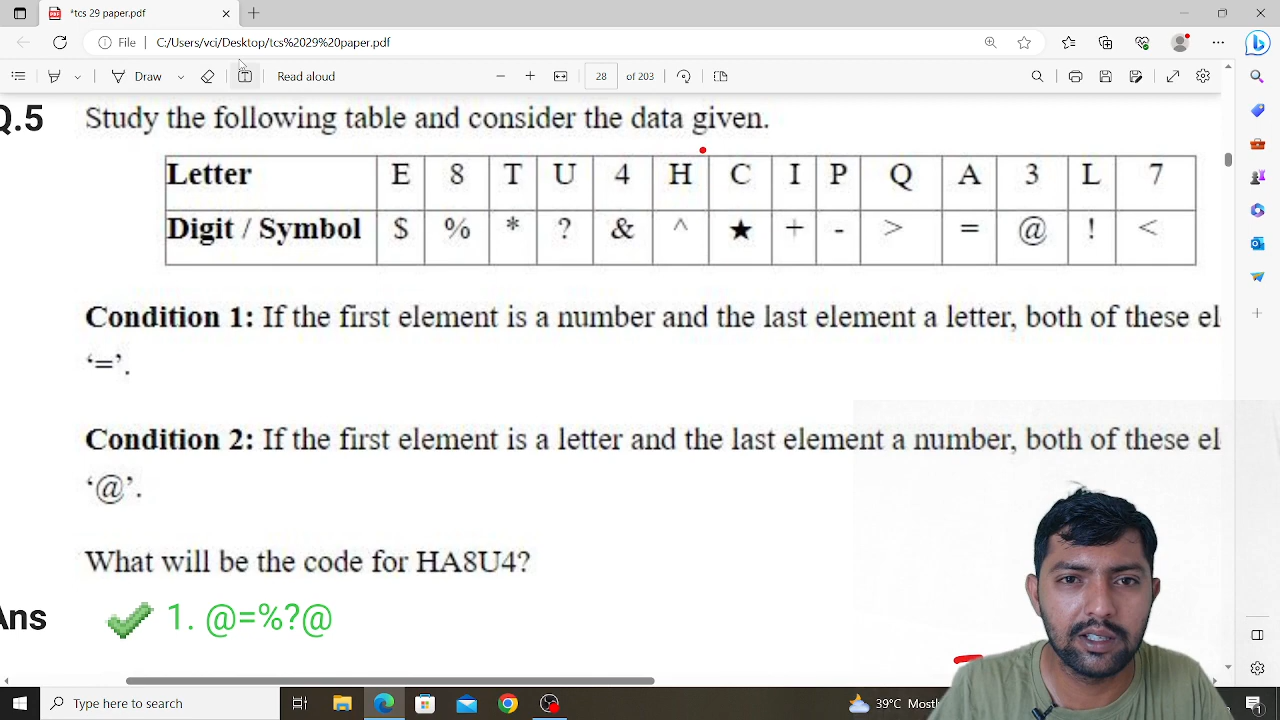 *tcs 29 paper.pdf
File C:/Users/vci/Desktop/tcs%2029%20paper.pdf
Draw Read aloud 28 of 203
Q.5 Study the following table and consider the data given.
Letter E 8 T U 4 H C I P Q A 3 L 7
Digit / Symbol $ % * ? & ^ ★ + - > = @ ! <
Condition 1: If the first element is a number and the last element a letter, both of these el
‘=’.
Condition 2: If the first element is a letter and the last element a number, both of these el
‘@’.
What will be the code for HA8U4?
Ans 1. @=%?@
Type here to search 39°C Mostl